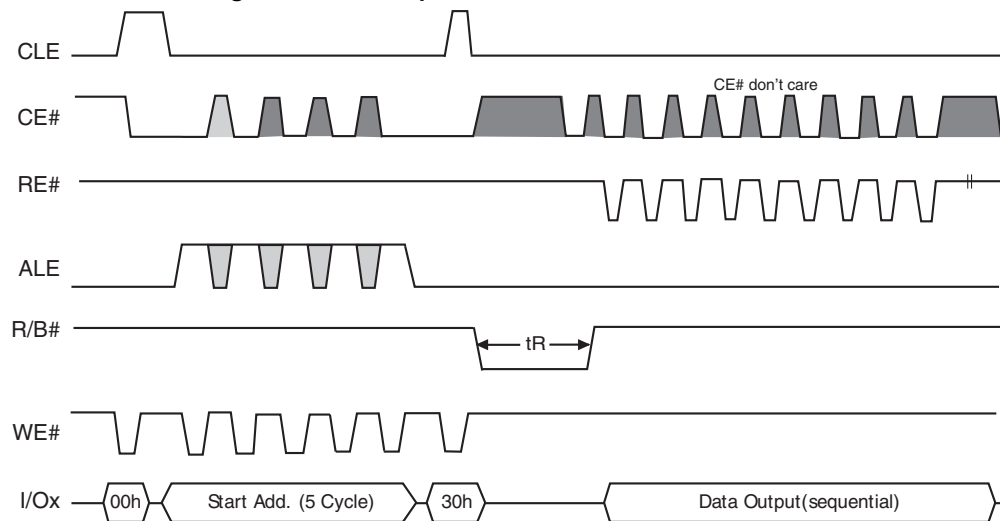 CLE
CE# don't care
CE#
RE#
ALE
R/B#
tR
WE#
I/Ox
00h
Start Add. (5 Cycle)
30h
Data Output(sequential)